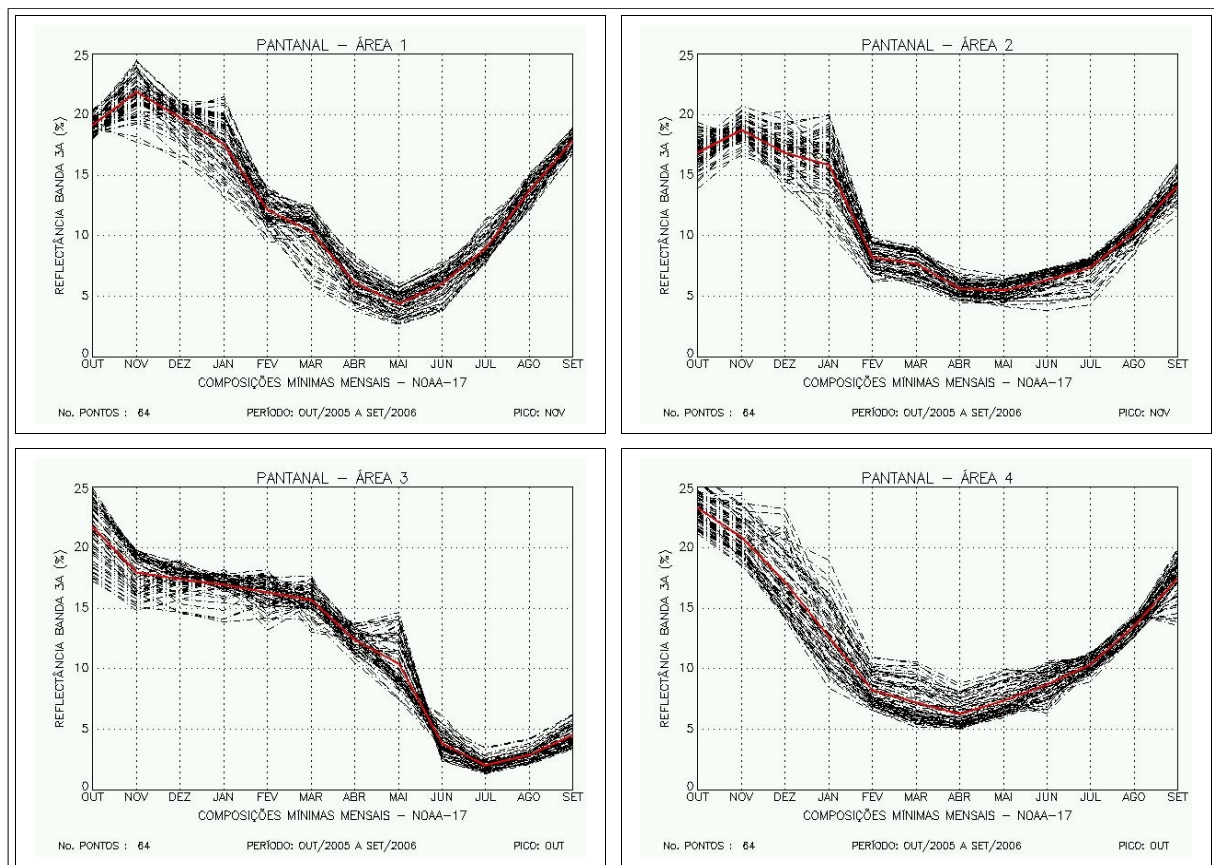 PANTANAL – ÁREA 1
REFLECTÂNCIA BANDA 3A (%)
25
20
15
10
5
0
OUT NOV DEZ JAN FEV MAR ABR MAI JUN JUL AGO SET
COMPOSIÇÕES MÍNIMAS MENSAIS – NOAA–17
No. PONTOS : 64 PERÍODO: OUT/2005 A SET/2006 PICO: NOV
PANTANAL – ÁREA 2
REFLECTÂNCIA BANDA 3A (%)
25
20
15
10
5
0
OUT NOV DEZ JAN FEV MAR ABR MAI JUN JUL AGO SET
COMPOSIÇÕES MÍNIMAS MENSAIS – NOAA–17
No. PONTOS : 64 PERÍODO: OUT/2005 A SET/2006 PICO: NOV
PANTANAL – ÁREA 3
REFLECTÂNCIA BANDA 3A (%)
25
20
15
10
5
0
OUT NOV DEZ JAN FEV MAR ABR MAI JUN JUL AGO SET
COMPOSIÇÕES MÍNIMAS MENSAIS – NOAA–17
No. PONTOS : 64 PERÍODO: OUT/2005 A SET/2006 PICO: OUT
PANTANAL – ÁREA 4
REFLECTÂNCIA BANDA 3A (%)
25
20
15
10
5
0
OUT NOV DEZ JAN FEV MAR ABR MAI JUN JUL AGO SET
COMPOSIÇÕES MÍNIMAS MENSAIS – NOAA–17
No. PONTOS : 64 PERÍODO: OUT/2005 A SET/2006 PICO: OUT